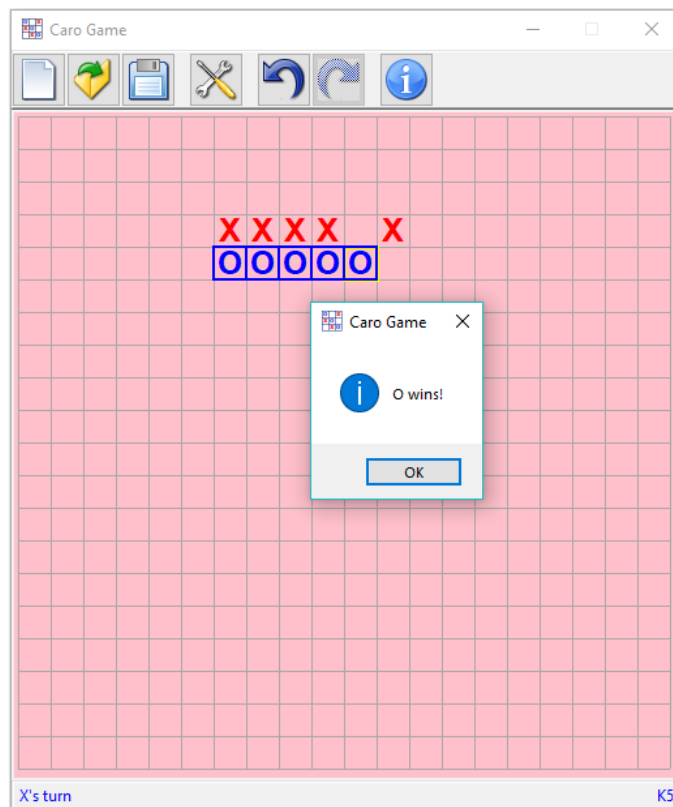 Caro Game
X X X X X
O O O O O
Caro Game
O wins!
OK
X's turn
K5